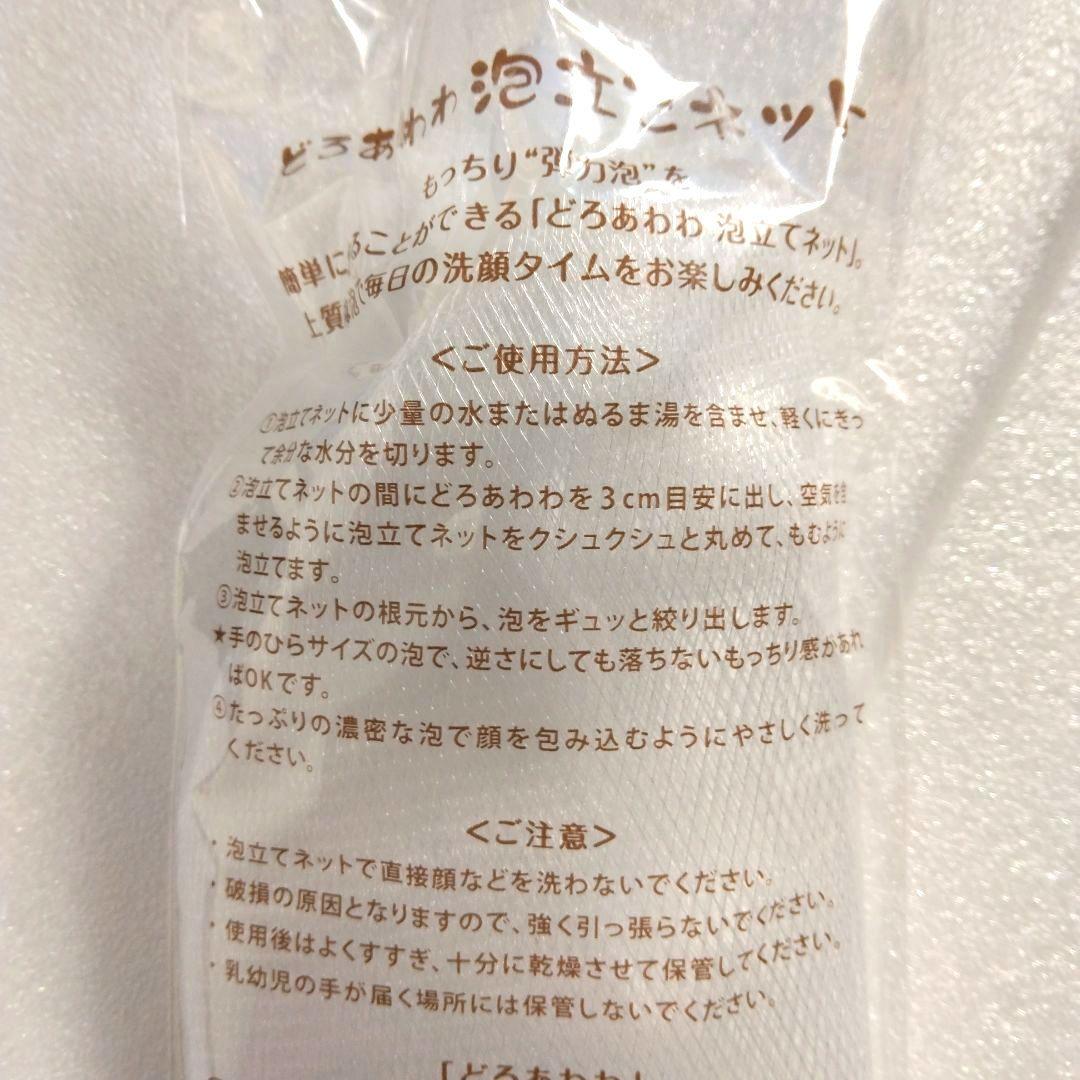 どろあわわ 泡立てネット
もっちり“弾力泡”を
簡単に ることができる「どろあわわ 泡立てネット」。
上質な泡で毎日の洗顔タイムをお楽しみください。
＜ご使用方法＞
①泡立てネットに少量の水またはぬるま湯を含ませ、軽くにぎっ
て余分な水分を切ります。
②泡立てネットの間にどろあわわを3cm目安に出し、空気を含
ませるように泡立てネットをクシュクシュと丸めて、もむように
泡立てます。
③泡立てネットの根元から、泡をギュッと絞り出します。
★手のひらサイズの泡で、逆さにしても落ちないもっちり感があれ
ばOKです。
④たっぷりの濃密な泡で顔を包み込むようにやさしく洗って
ください。
＜ご注意＞
・泡立てネットで直接顔などを洗わないでください。
・破損の原因となりますので、強く引っ張らないでください。
・使用後はよくすすぎ、十分に乾燥させて保管してください。
・乳幼児の手が届く場所には保管しないでください。
「どろあわわ」